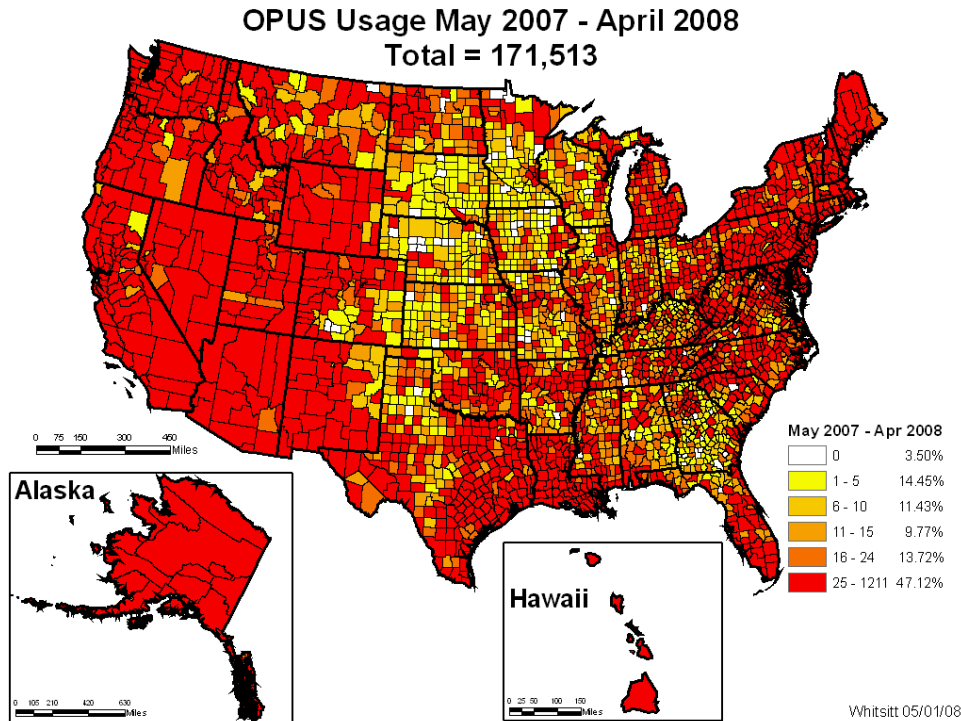 OPUS Usage May 2007 - April 2008
Total = 171,513
0 75 150 300 450
Miles
May 2007 - Apr 2008
0 3.50%
1 - 5 14.45%
6 - 10 11.43%
11 - 15 9.77%
16 - 24 13.72%
25 - 1211 47.12%
Alaska
0 105 210 420 630
Miles
Hawaii
0 25 50 100 150
Miles
Whitsitt 05/01/08